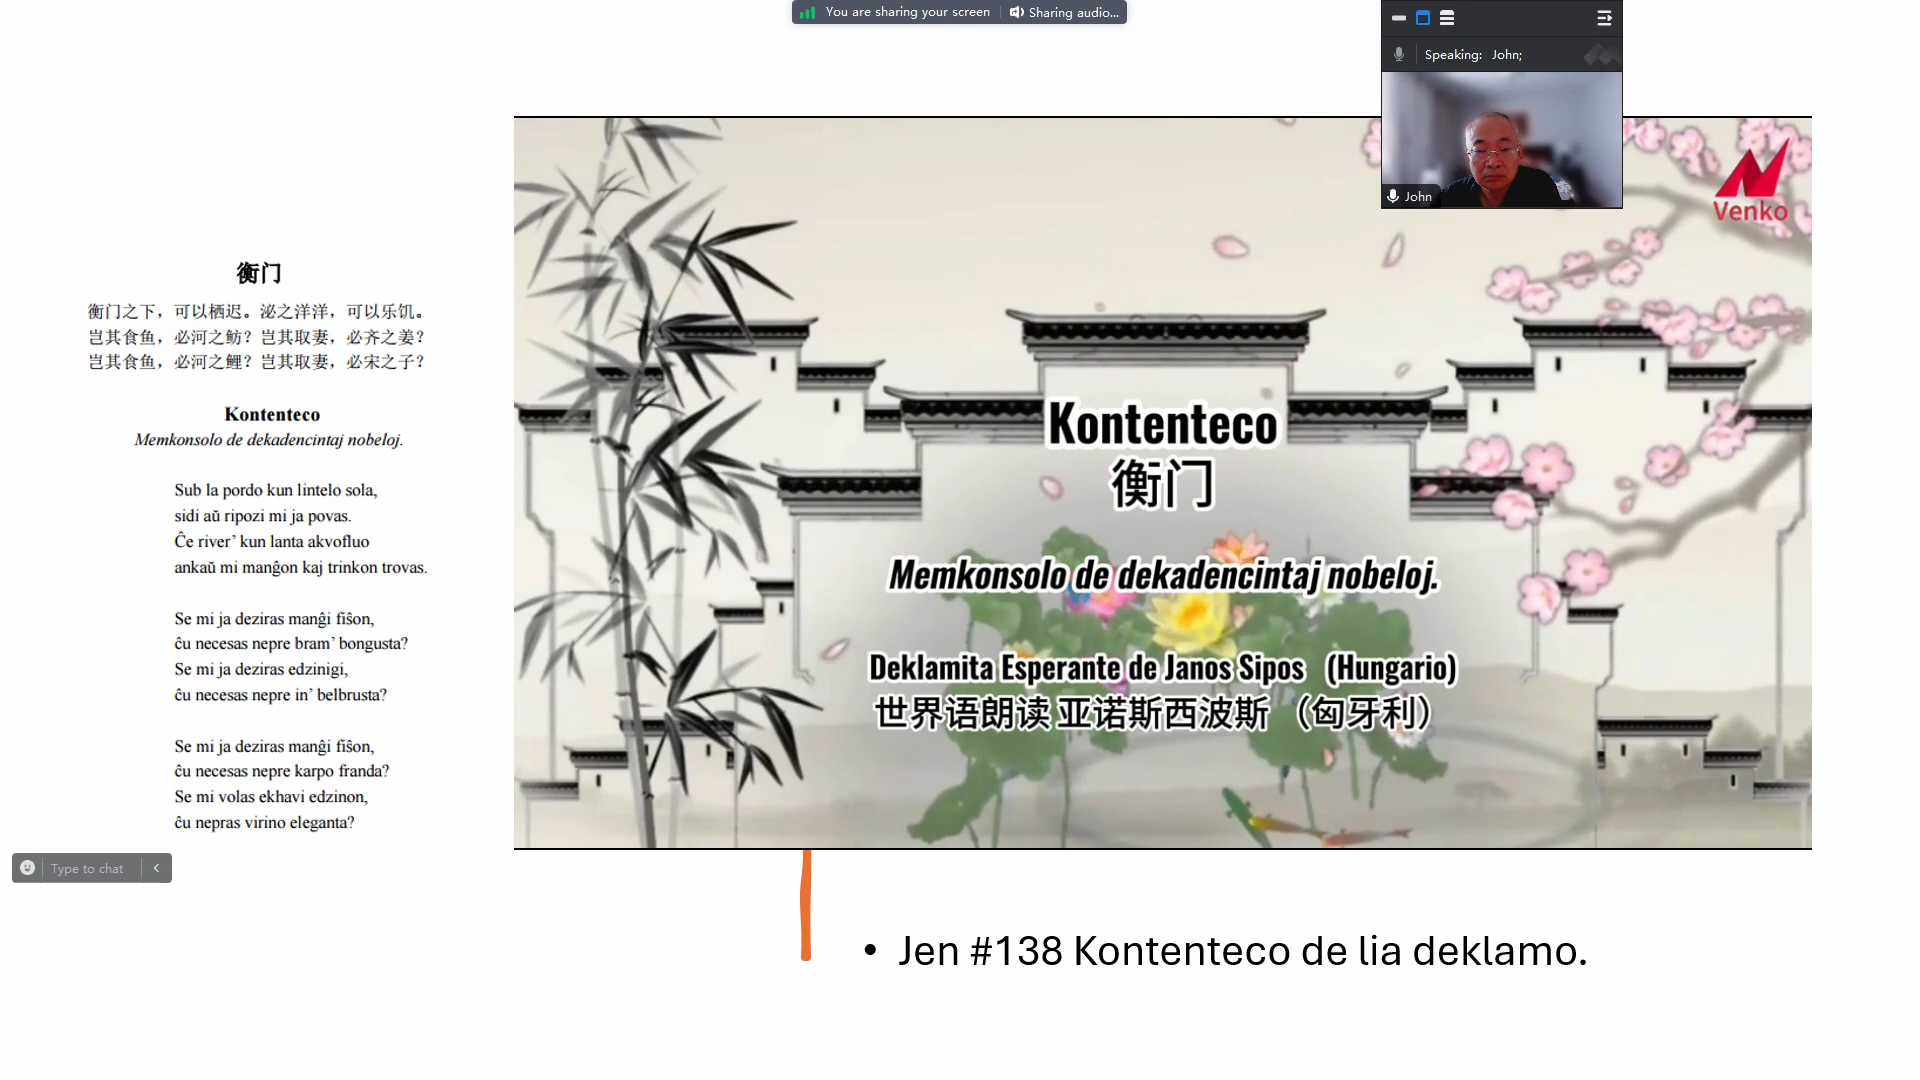 You are sharing your screen
Sharing audio...
Speaking: John;
John
Venko
衡门
衡门之下，可以栖迟。泌之洋洋，可以乐饥。
岂其食鱼，必河之鲂？岂其取妻，必齐之姜？
岂其食鱼，必河之鲤？岂其取妻，必宋之子？
Kontenteco
Memkonsolo de dekadencintaj nobeloj.
Sub la pordo kun lintelo sola,
sidi aŭ ripozi mi ja povas.
Ĉe river’ kun lanta akvofluo
ankaŭ mi manĝon kaj trinkon trovas.
Se mi ja deziras manĝi fiŝon,
ĉu necesas nepre bram’ bongusta?
Se mi ja deziras edzinigi,
ĉu necesas nepre in’ belbrusta?
Se mi ja deziras manĝi fiŝon,
ĉu necesas nepre karpo franda?
Se mi volas ekhavi edzinon,
ĉu nepras virino eleganta?
Kontenteco
衡门
Memkonsolo de dekadencintaj nobeloj.
Deklamita Esperante de Janos Sipos (Hungario)
世界语朗读 亚诺斯西波斯 （匈牙利）
Type to chat
• Jen #138 Kontenteco de lia deklamo.